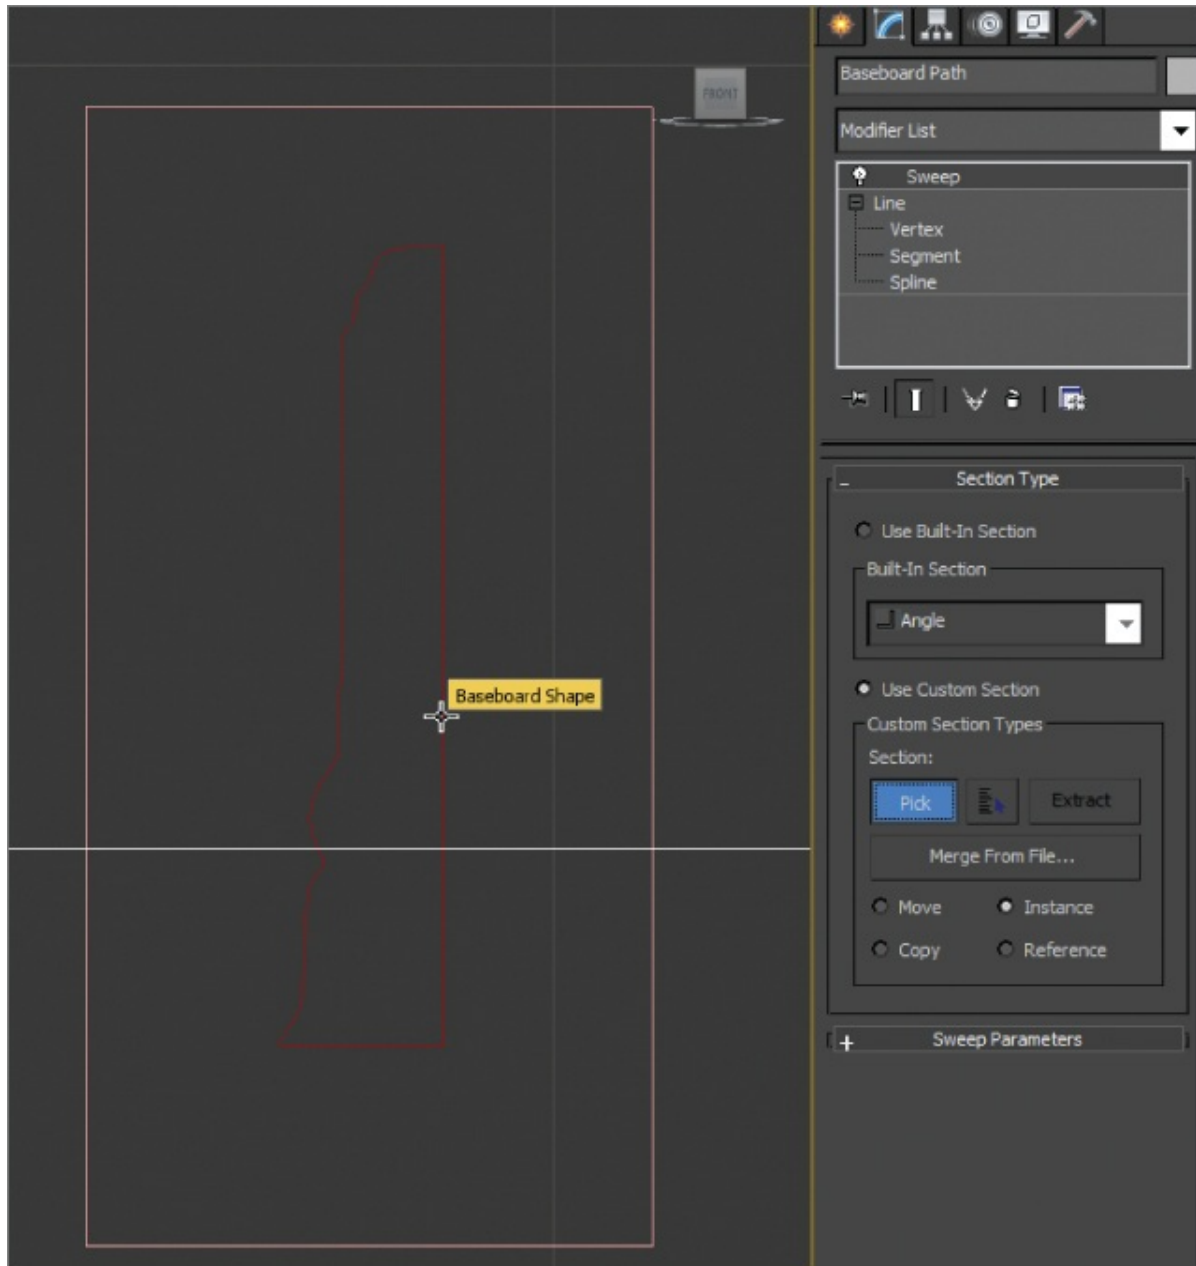 FRONT
Baseboard Path
Modifier List
Sweep
Line
Vertex
Segment
Spline
Section Type
Use Built-In Section
Built-In Section
Angle
Baseboard Shape
Use Custom Section
Custom Section Types
Section:
Pick Extract
Merge From File...
Move Instance
Copy Reference
Sweep Parameters